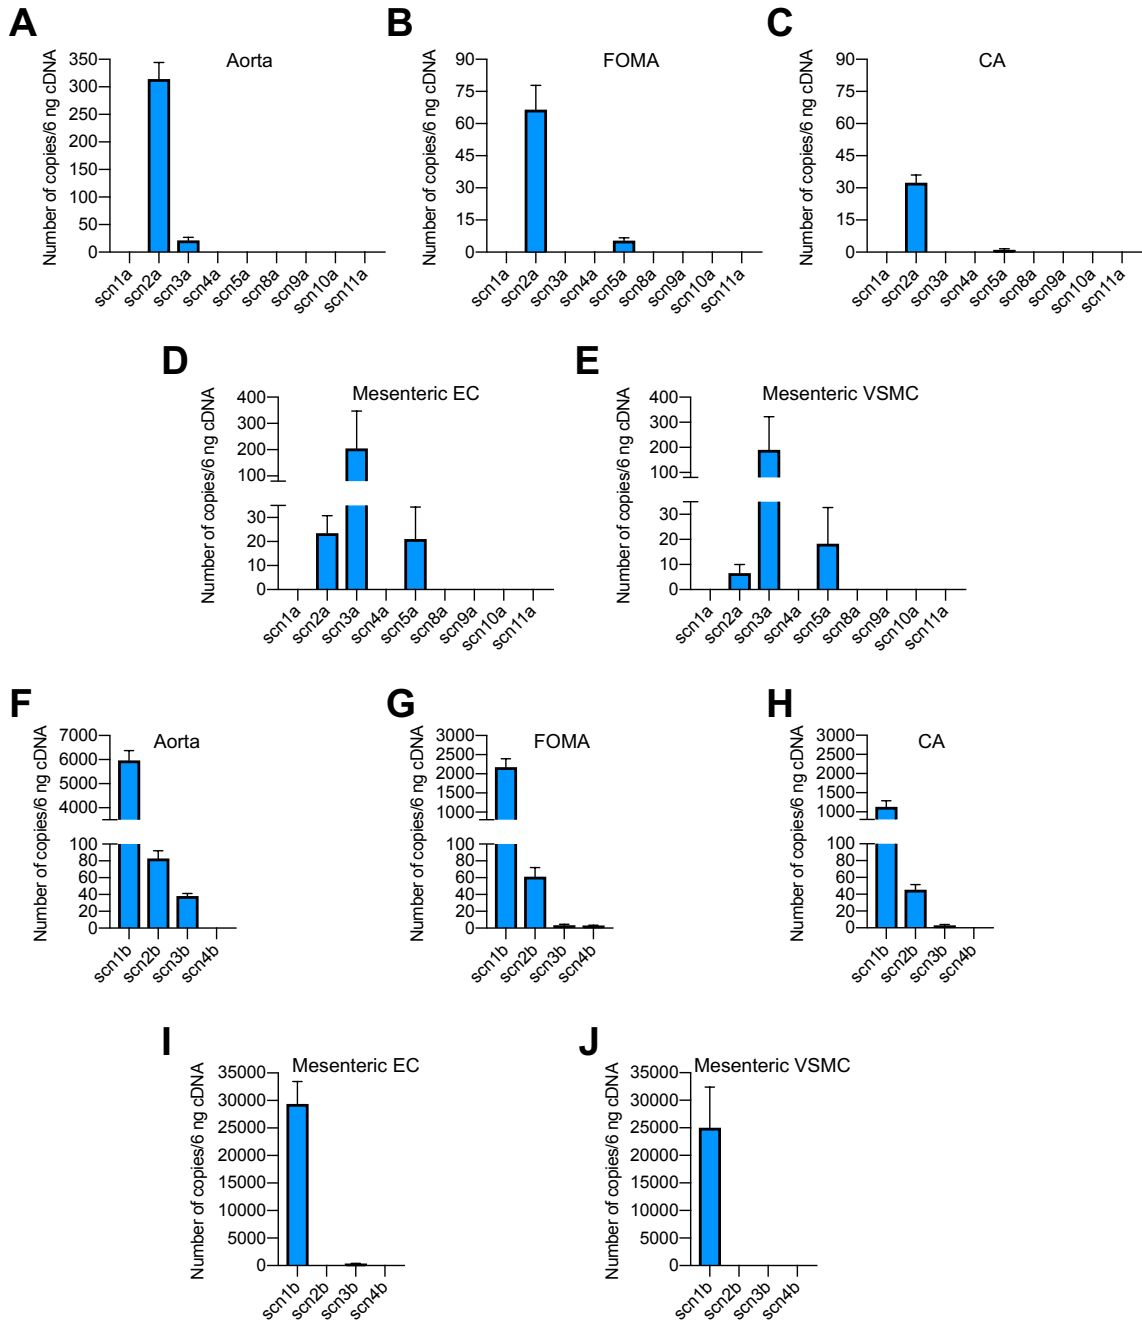 A
Aorta
Number of copies/6 ng cDNA
350
300
250
200
150
100
50
0
scn1a
scn2a
scn3a
scn4a
scn5a
scn8a
scn9a
scn10a
scn11a
B
FOMA
Number of copies/6 ng cDNA
90
75
60
45
30
15
0
scn1a
scn2a
scn3a
scn4a
scn5a
scn8a
scn9a
scn10a
scn11a
C
CA
Number of copies/6 ng cDNA
90
75
60
45
30
15
0
scn1a
scn2a
scn3a
scn4a
scn5a
scn8a
scn9a
scn10a
scn11a
D
Mesenteric EC
Number of copies/6 ng cDNA
400
300
200
100
30
20
10
0
scn1a
scn2a
scn3a
scn4a
scn5a
scn8a
scn9a
scn10a
scn11a
E
Mesenteric VSMC
Number of copies/6 ng cDNA
400
300
200
100
30
20
10
0
scn1a
scn2a
scn3a
scn4a
scn5a
scn8a
scn9a
scn10a
scn11a
F
Aorta
Number of copies/6 ng cDNA
7000
6000
5000
4000
100
80
60
40
20
0
scn1b
scn2b
scn3b
scn4b
G
FOMA
Number of copies/6 ng cDNA
3000
2500
2000
1500
1000
100
80
60
40
20
0
scn1b
scn2b
scn3b
scn4b
H
CA
Number of copies/6 ng cDNA
3000
2500
2000
1500
1000
100
80
60
40
20
0
scn1b
scn2b
scn3b
scn4b
I
Mesenteric EC
Number of copies/6 ng cDNA
35000
30000
25000
20000
15000
10000
5000
0
scn1b
scn2b
scn3b
scn4b
J
Mesenteric VSMC
Number of copies/6 ng cDNA
35000
30000
25000
20000
15000
10000
5000
0
scn1b
scn2b
scn3b
scn4b